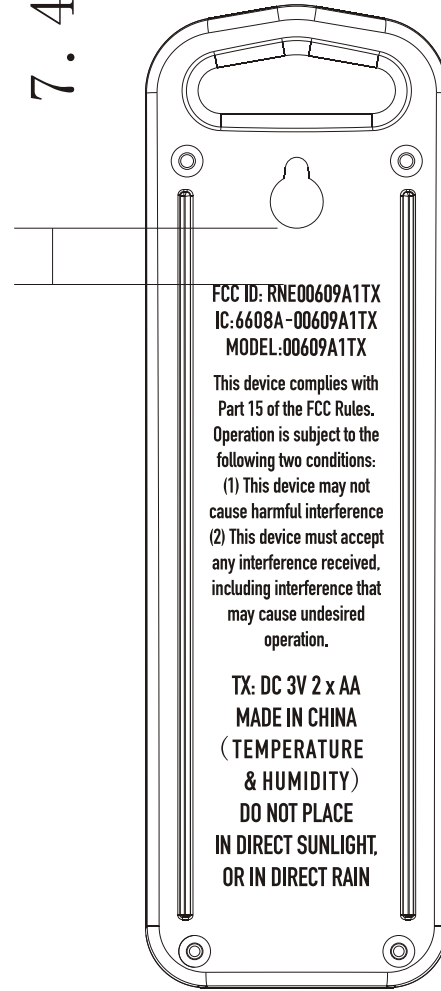 7.4
FCC ID: RNE00609A1TX
IC:6608A-00609A1TX
MODEL:00609A1TX
This device complies with
Part 15 of the FCC Rules.
Operation is subject to the
following two conditions:
(1) This device may not
cause harmful interference
(2) This device must accept
any interference received,
including interference that
may cause undesired
operation.
TX: DC 3V 2 x AA
MADE IN CHINA
(TEMPERATURE
& HUMIDITY)
DO NOT PLACE
IN DIRECT SUNLIGHT,
OR IN DIRECT RAIN